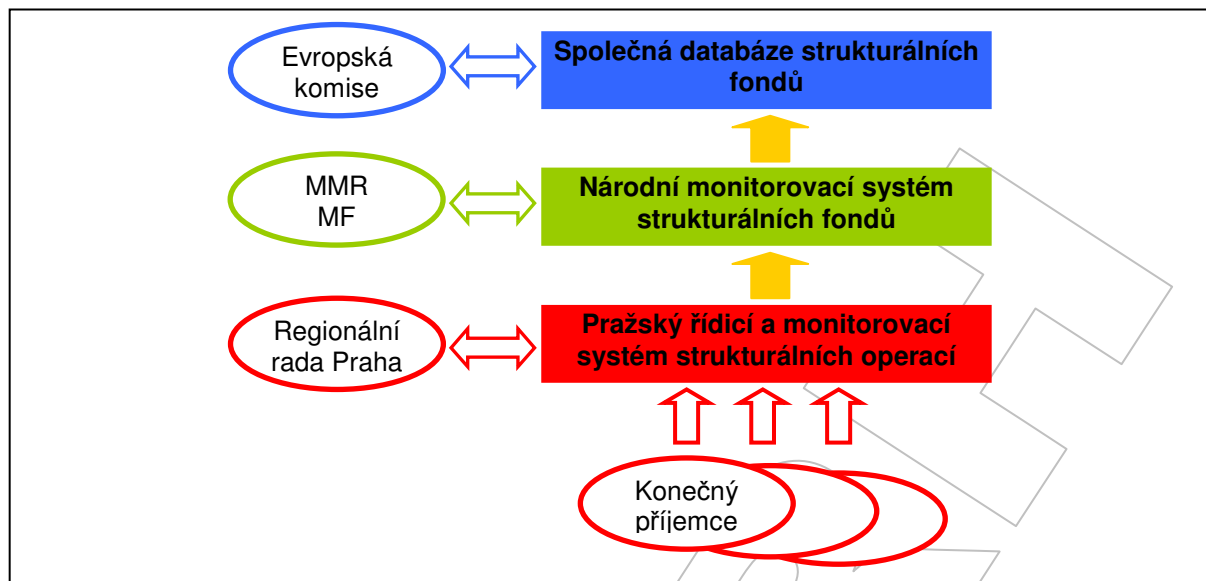 Evropská
komise
Společná databáze strukturálních
fondů
MMR
MF
Národní monitorovací systém
strukturálních fondů
Regionální
rada Praha
Pražský řídicí a monitorovací
systém strukturálních operací
Konečný
příjemce